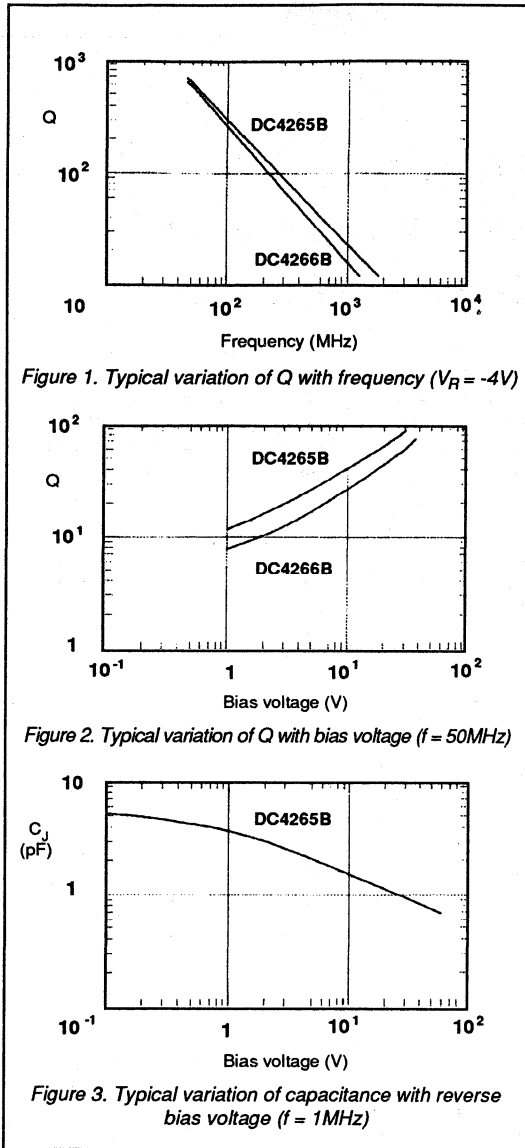 10³
Q
DC4265B
10²
DC4266B
10 10² 10³ 10⁴
Frequency (MHz)
Figure 1. Typical variation of Q with frequency (V_R = -4V)
10²
DC4265B
Q
10¹
DC4266B
1
10⁻¹ 1 10¹ 10²
Bias voltage (V)
Figure 2. Typical variation of Q with bias voltage (f = 50MHz)
10
DC4265B
C_J
(pF)
1
10⁻¹ 1 10¹ 10²
Bias voltage (V)
Figure 3. Typical variation of capacitance with reverse
bias voltage (f = 1MHz)